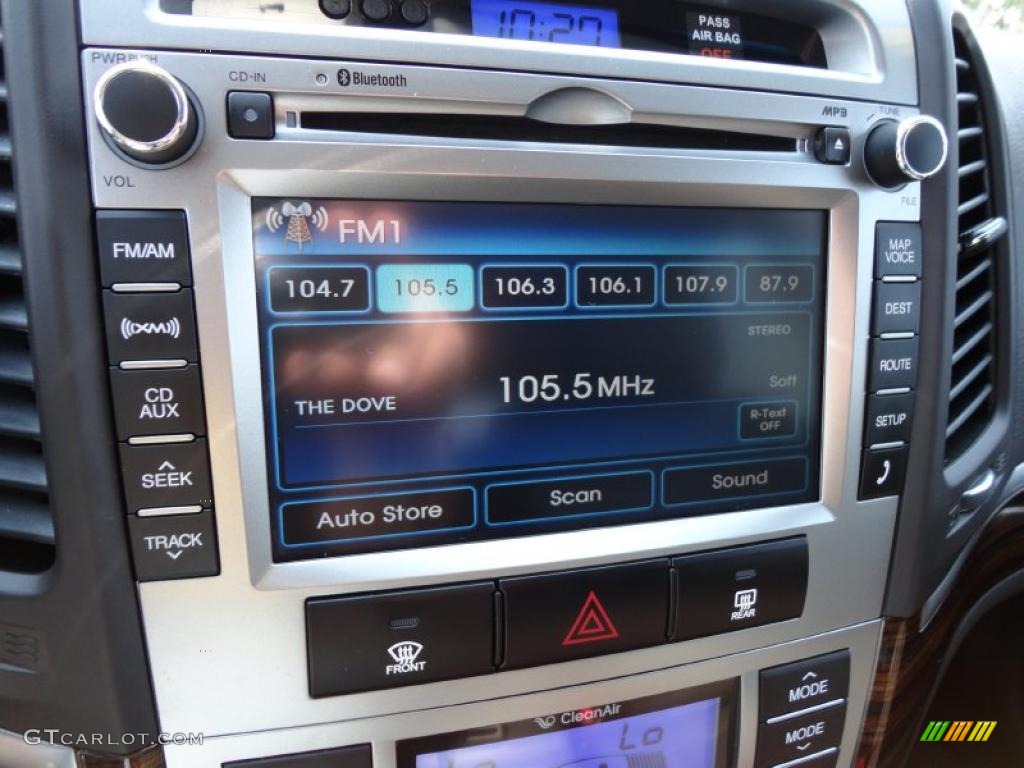 10:27
PASS
AIR BAG
OFF
PWR PUSH
CD-IN
Bluetooth
MP3
TUNE
VOL
FILE
FM1
FM/AM
MAP
VOICE
104.7 105.5 106.3 106.1 107.9 87.9
((XM))
DEST
STEREO
CD
AUX
THE DOVE
105.5 MHz
Soft
ROUTE
R-Text
OFF
SEEK
SETUP
Auto Store
Scan
Sound
TRACK
FRONT
REAR
CleanAir
MODE
MODE
Lo
Lo
GTCARLOT.COM